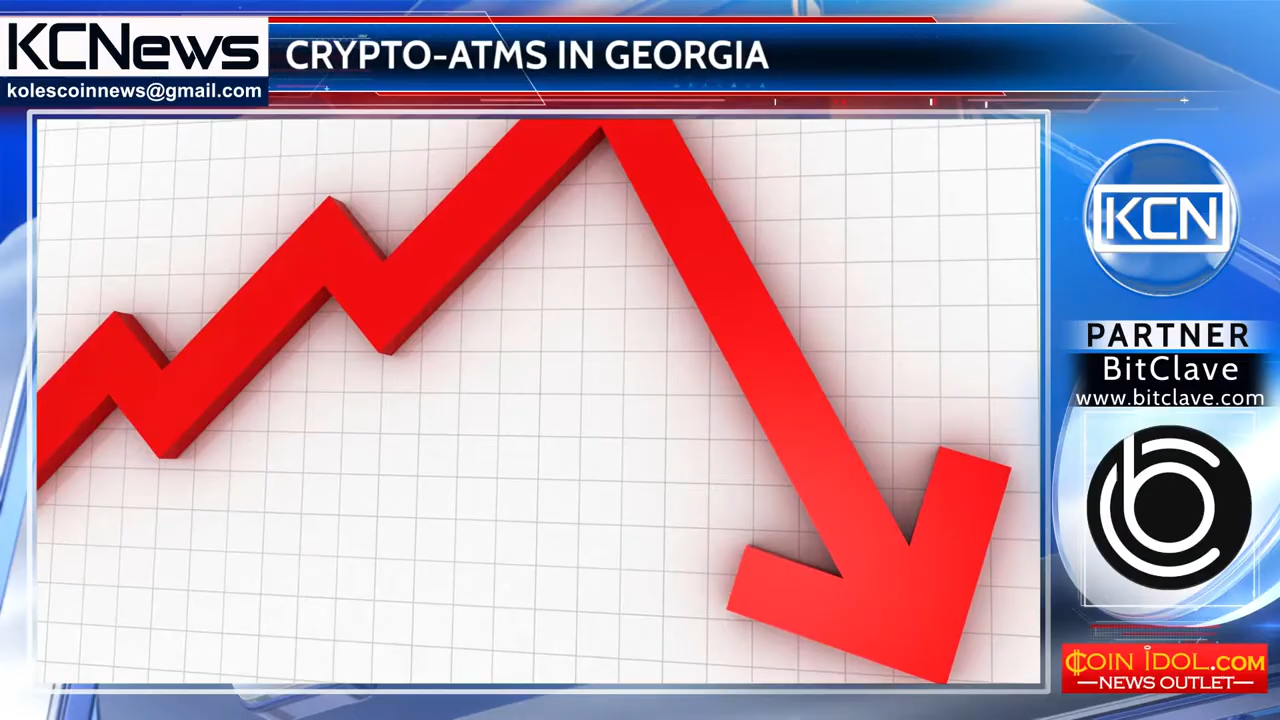 KCNews
kolescoinnews@gmail.com
CRYPTO-ATMS IN GEORGIA
KCN
PARTNER
BitClave
www.bitclave.com
COIN IDOL.COM
NEWS OUTLET